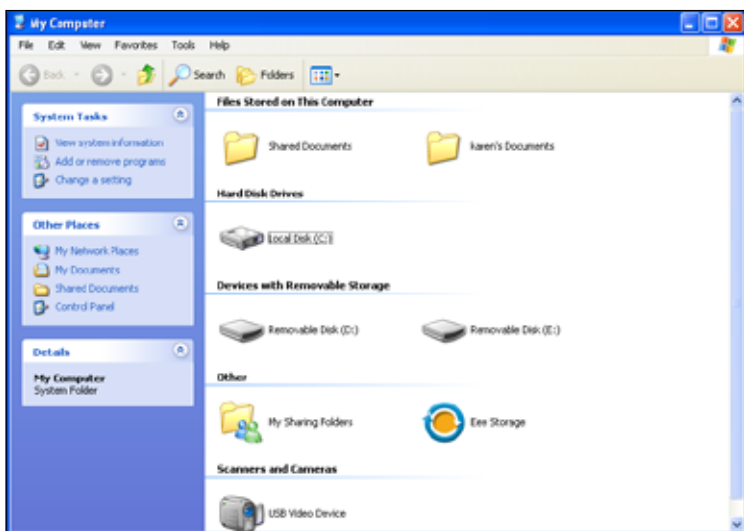 My Computer
File Edit View Favorites Tools Help
Back Search Folders
System Tasks
View system information
Add or remove programs
Change a setting
Other Places
My Network Places
My Documents
Shared Documents
Control Panel
Details
My Computer
System Folder
Files Stored on This Computer
Shared Documents karen's Documents
Hard Disk Drives
Local Disk (C:)
Devices with Removable Storage
Removable Disk (D:) Removable Disk (E:)
Other
My Sharing Folders Eee Storage
Scanners and Cameras
USB Video Device